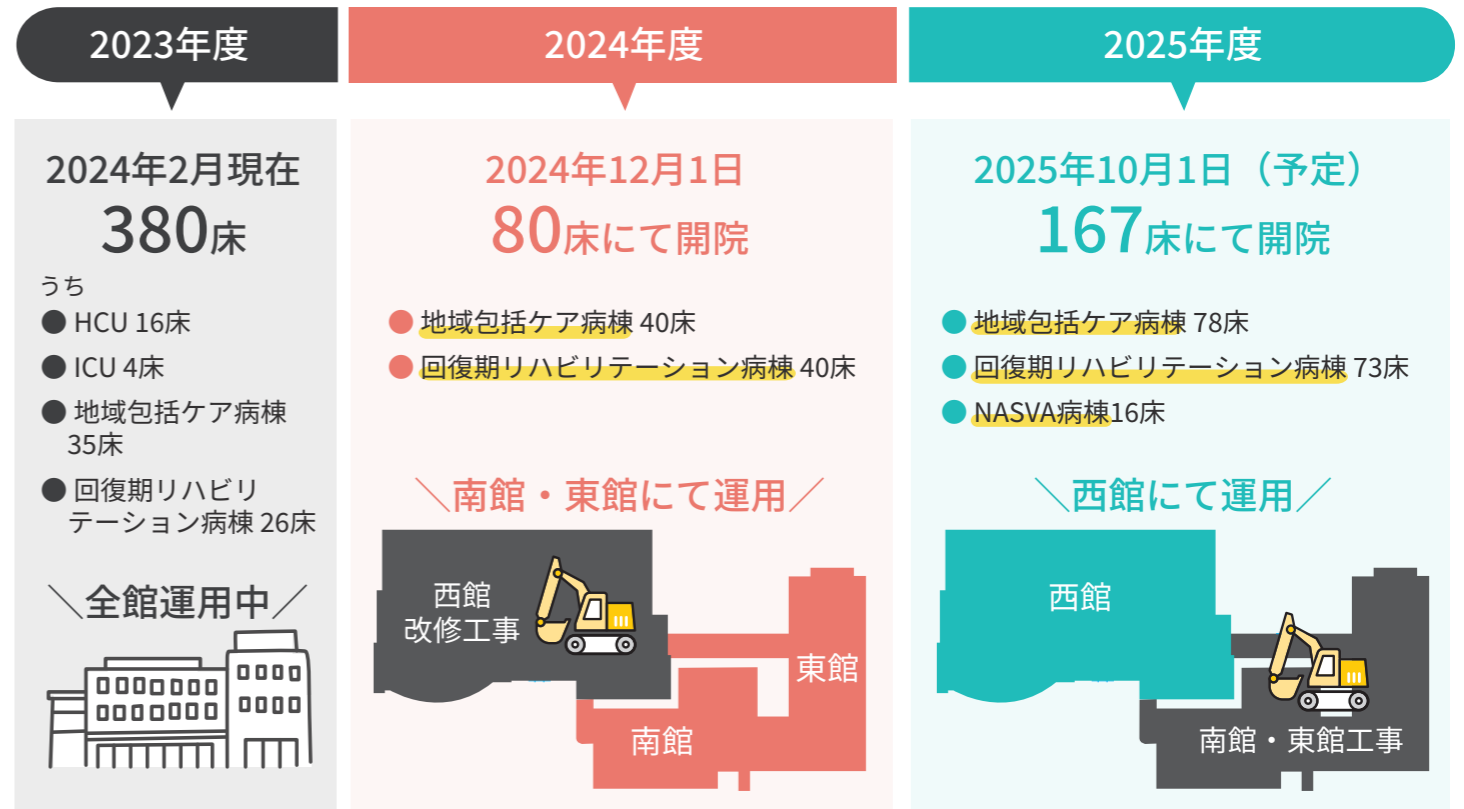 2023年度
2024年2月現在
380床
うち
● HCU 16床
● ICU 4床
● 地域包括ケア病棟
35床
● 回復期リハビリ
テーション病棟 26床
＼全館運用中／
2024年度
2024年12月1日
80床にて開院
● 地域包括ケア病棟 40床
● 回復期リハビリテーション病棟 40床
＼南館・東館にて運用／
西館
改修工事
東館
南館
2025年度
2025年10月1日（予定）
167床にて開院
● 地域包括ケア病棟 78床
● 回復期リハビリテーション病棟 73床
● NASVA病棟16床
＼西館にて運用／
西館
南館・東館工事